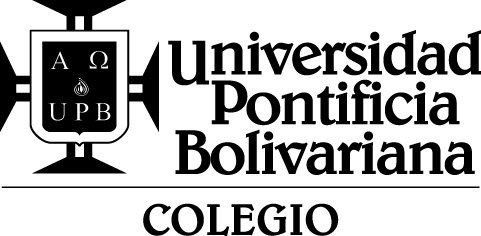 Α Ω
UPB
Universidad
Pontificia
Bolivariana
COLEGIO